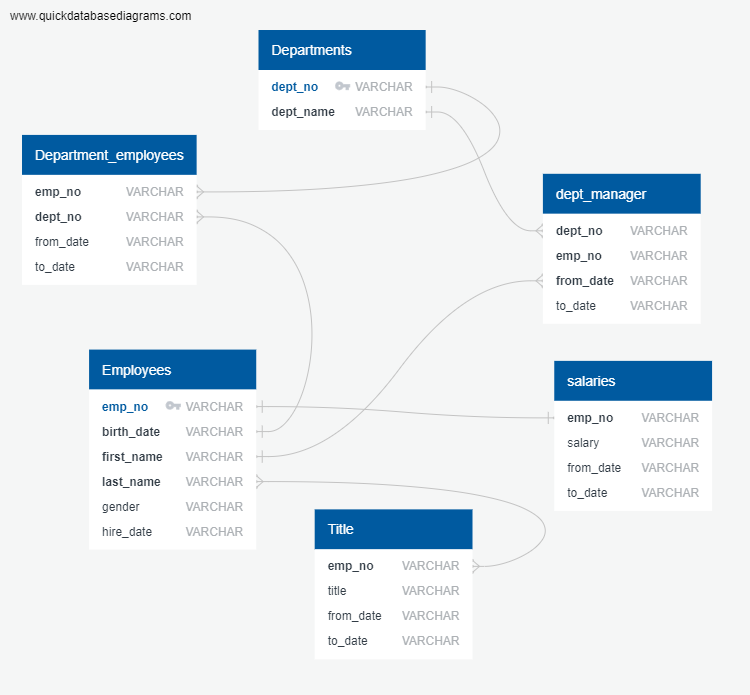 www.quickdatabasediagrams.com
Departments
dept_no VARCHAR
dept_name VARCHAR
Department_employees
emp_no VARCHAR
dept_no VARCHAR
from_date VARCHAR
to_date VARCHAR
dept_manager
dept_no VARCHAR
emp_no VARCHAR
from_date VARCHAR
to_date VARCHAR
Employees
emp_no VARCHAR
birth_date VARCHAR
first_name VARCHAR
last_name VARCHAR
gender VARCHAR
hire_date VARCHAR
salaries
emp_no VARCHAR
salary VARCHAR
from_date VARCHAR
to_date VARCHAR
Title
emp_no VARCHAR
title VARCHAR
from_date VARCHAR
to_date VARCHAR